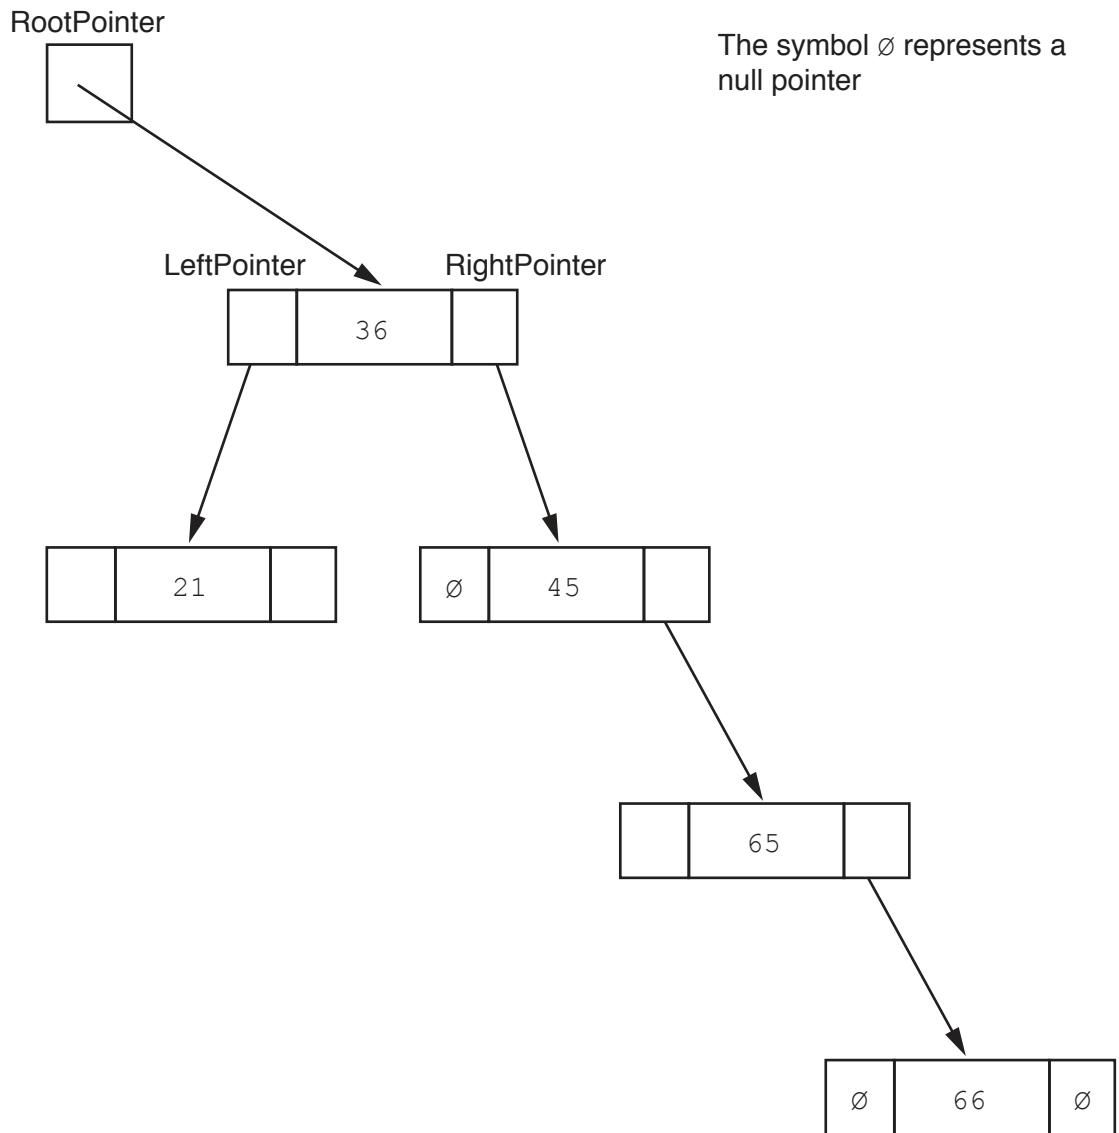 RootPointer
The symbol ∅ represents a
null pointer
LeftPointer RightPointer
36
21
∅ 45
65
∅ 66 ∅